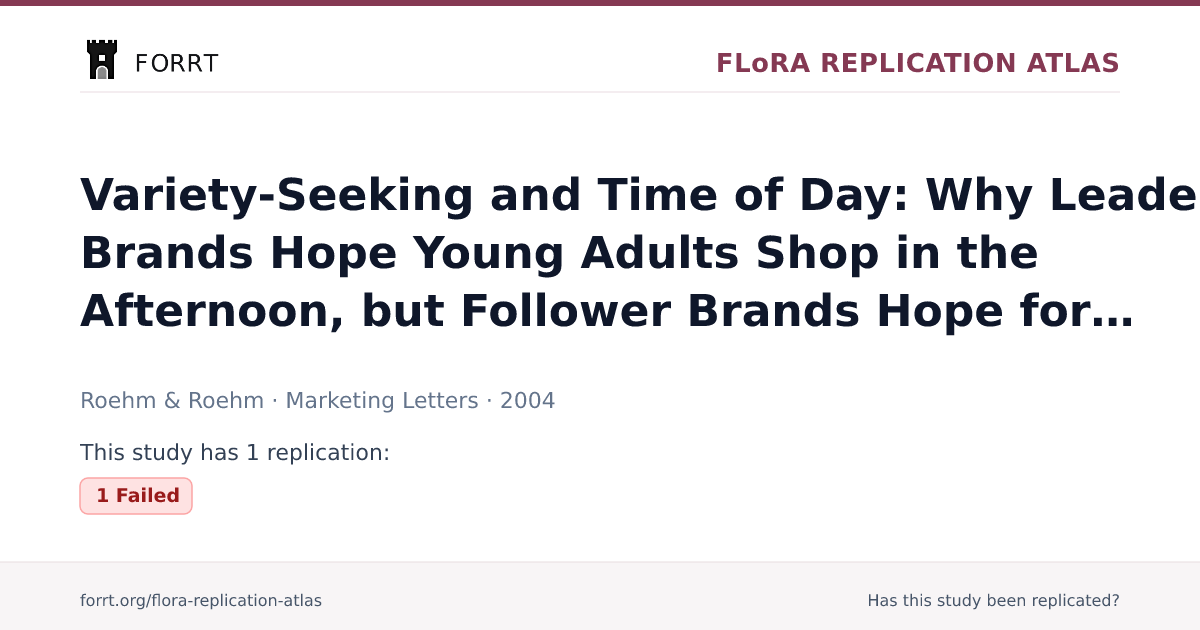 FORRT
FLoRA REPLICATION ATLAS
Variety-Seeking and Time of Day: Why Leade
Brands Hope Young Adults Shop in the
Afternoon, but Follower Brands Hope for…
Roehm & Roehm · Marketing Letters · 2004
This study has 1 replication:
1 Failed
forrt.org/flora-replication-atlas
Has this study been replicated?